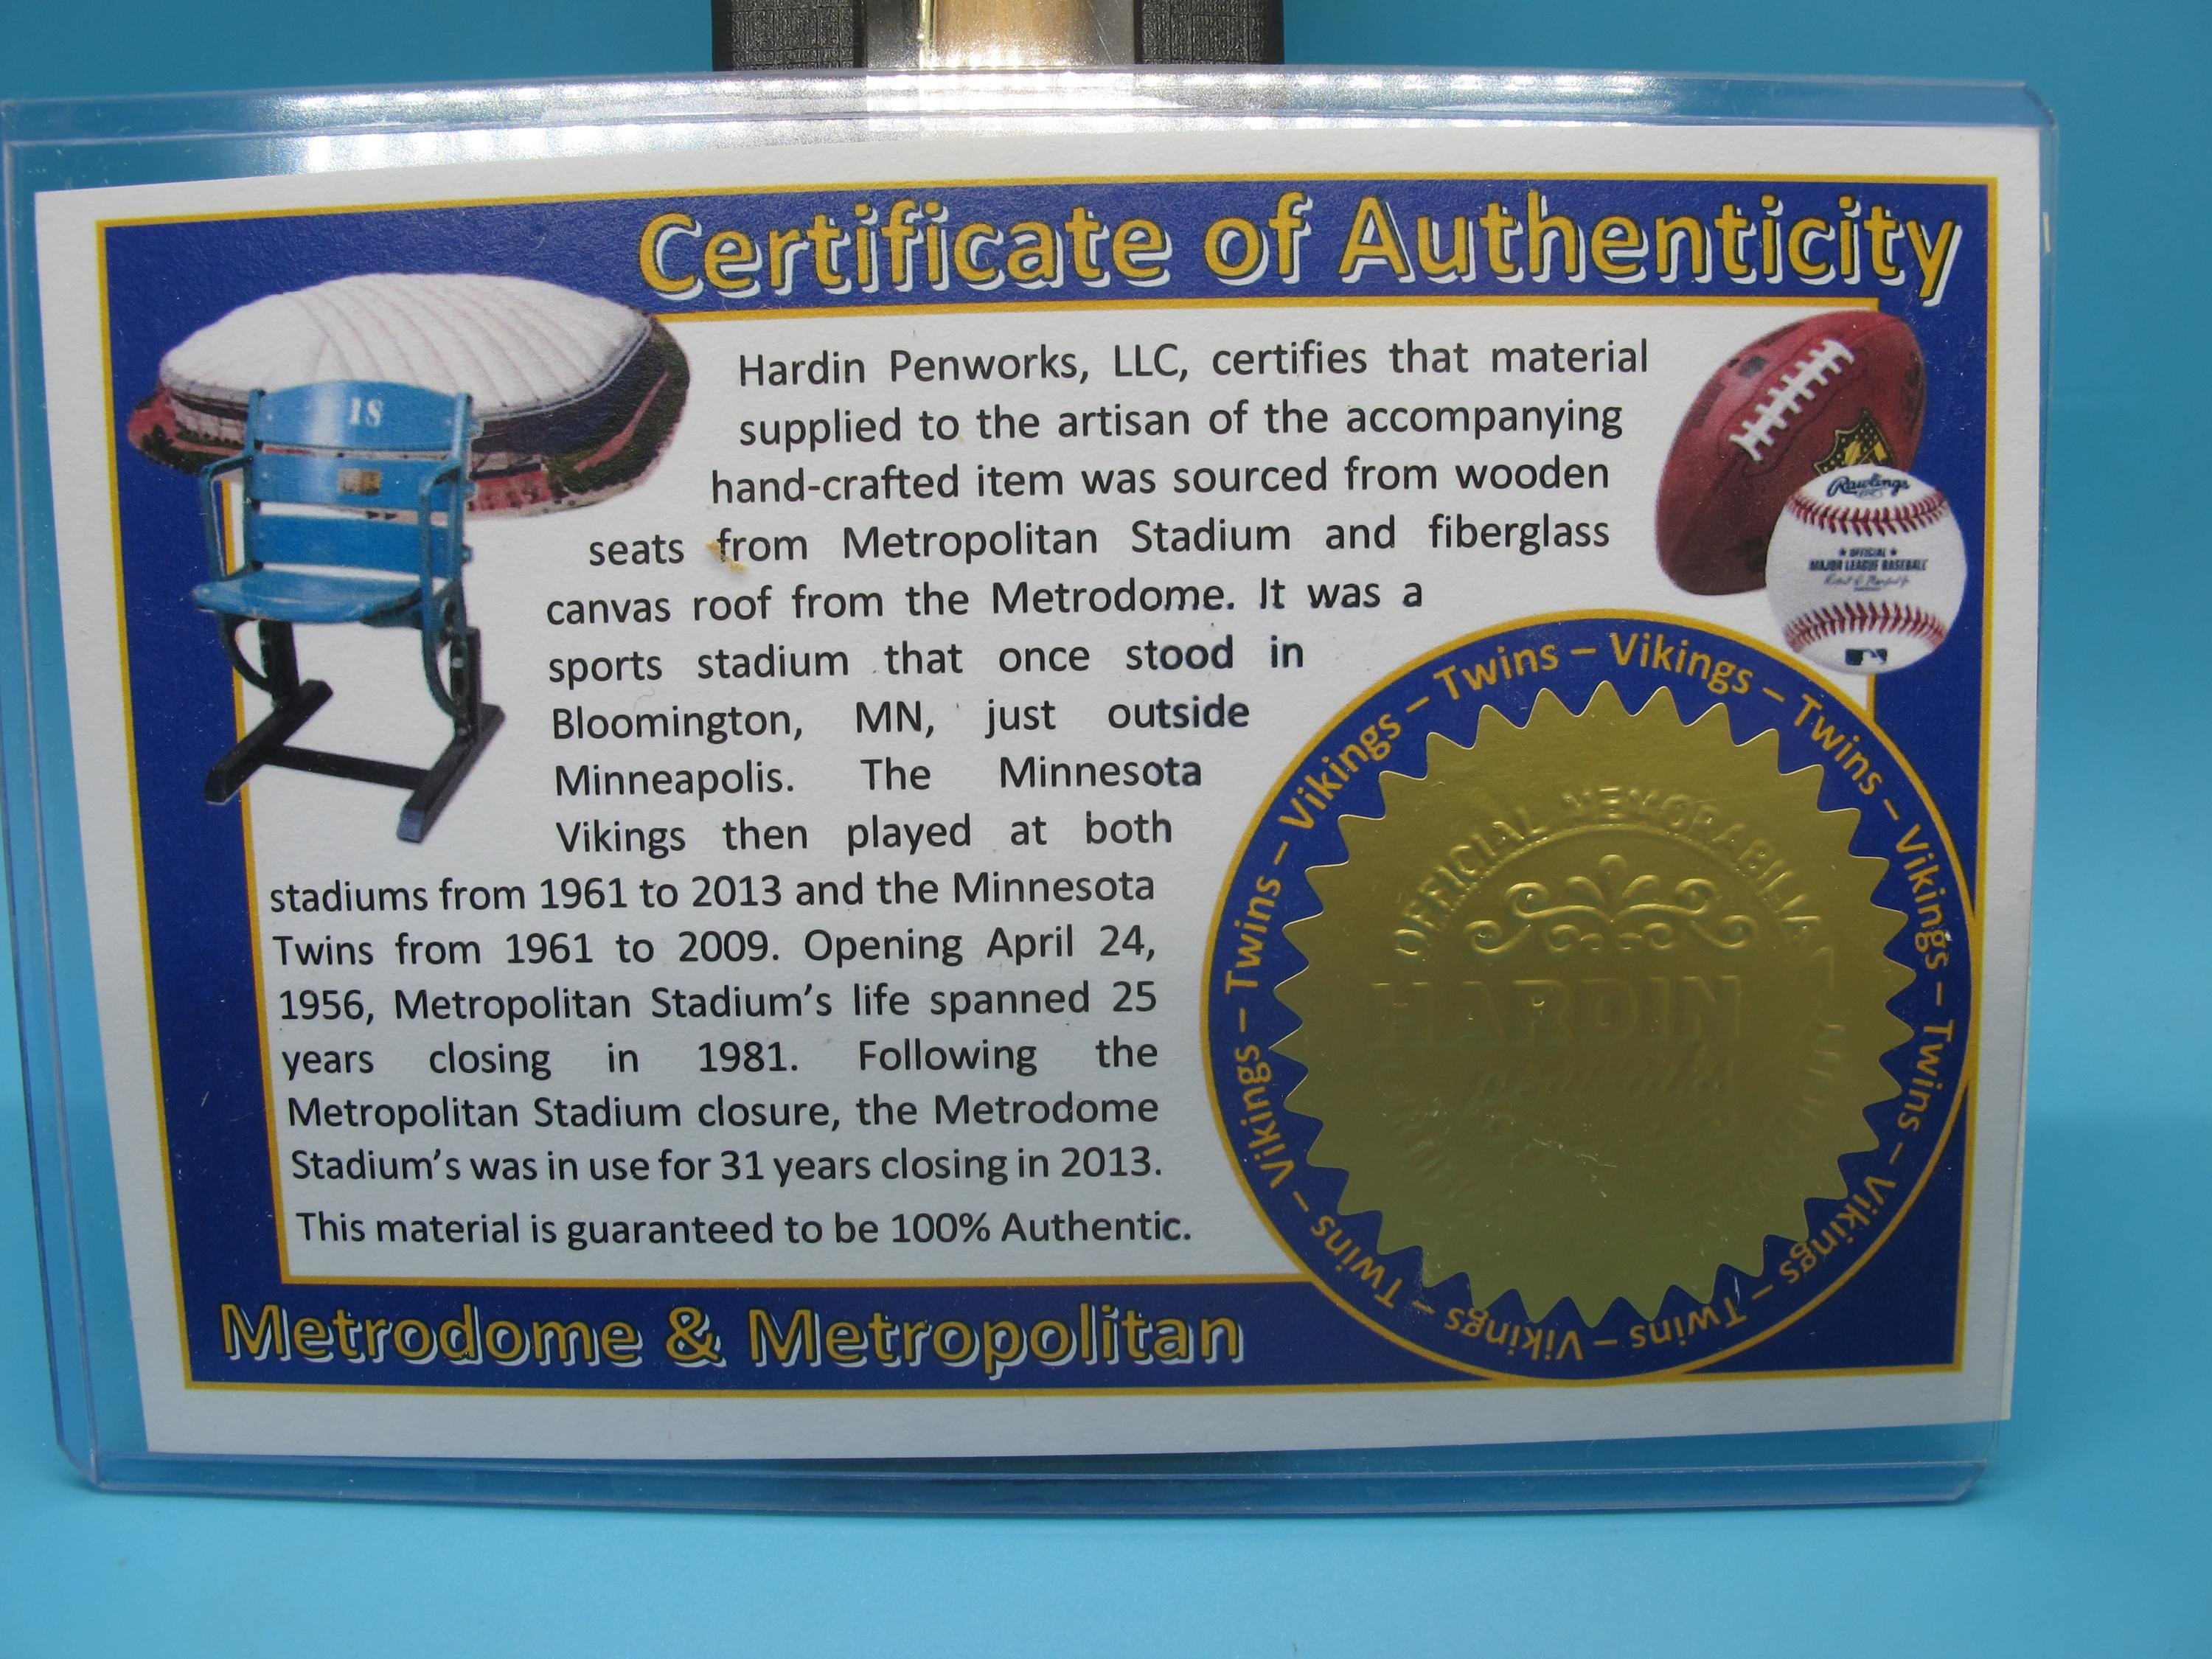 Certificate of Authenticity
18
Hardin Penworks, LLC, certifies that material
supplied to the artisan of the accompanying
hand-crafted item was sourced from wooden
seats from Metropolitan Stadium and fiberglass
canvas roof from the Metrodome. It was a
sports stadium that once stood in
Bloomington, MN, just outside
Minneapolis. The Minnesota
Vikings then played at both
stadiums from 1961 to 2013 and the Minnesota
Twins from 1961 to 2009. Opening April 24,
1956, Metropolitan Stadium’s life spanned 25
years closing in 1981. Following the
Metropolitan Stadium closure, the Metrodome
Stadium’s was in use for 31 years closing in 2013.
This material is guaranteed to be 100% Authentic.
Rawlings
OFFICIAL
MAJOR LEAGUE BASEBALL
Twins – Vikings – Twins – Vikings – Twins – Vikings – Twins – Vikings – Twins – Vikings – Twins – Vikings –
OFFICIAL MEMORABILIA
HARDIN
Penworks
Metrodome & Metropolitan